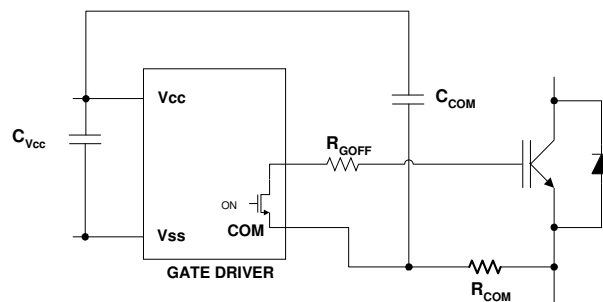 Vcc
C_COM
C_Vcc
R_GOFF
ON
COM
Vss
GATE DRIVER
R_COM